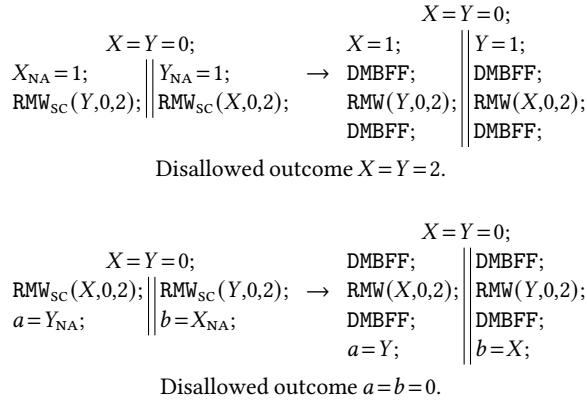 X = Y = 0;
X_NA = 1; || Y_NA = 1;
RMW_SC(Y,0,2); || RMW_SC(X,0,2);
→
X = Y = 0;
X = 1; || Y = 1;
DMBFF; || DMBFF;
RMW(Y,0,2); || RMW(X,0,2);
DMBFF; || DMBFF;
Disallowed outcome X = Y = 2.
X = Y = 0;
RMW_SC(X,0,2); || RMW_SC(Y,0,2);
a = Y_NA; || b = X_NA;
→
X = Y = 0;
DMBFF; || DMBFF;
RMW(X,0,2); || RMW(Y,0,2);
DMBFF; || DMBFF;
a = Y; || b = X;
Disallowed outcome a = b = 0.